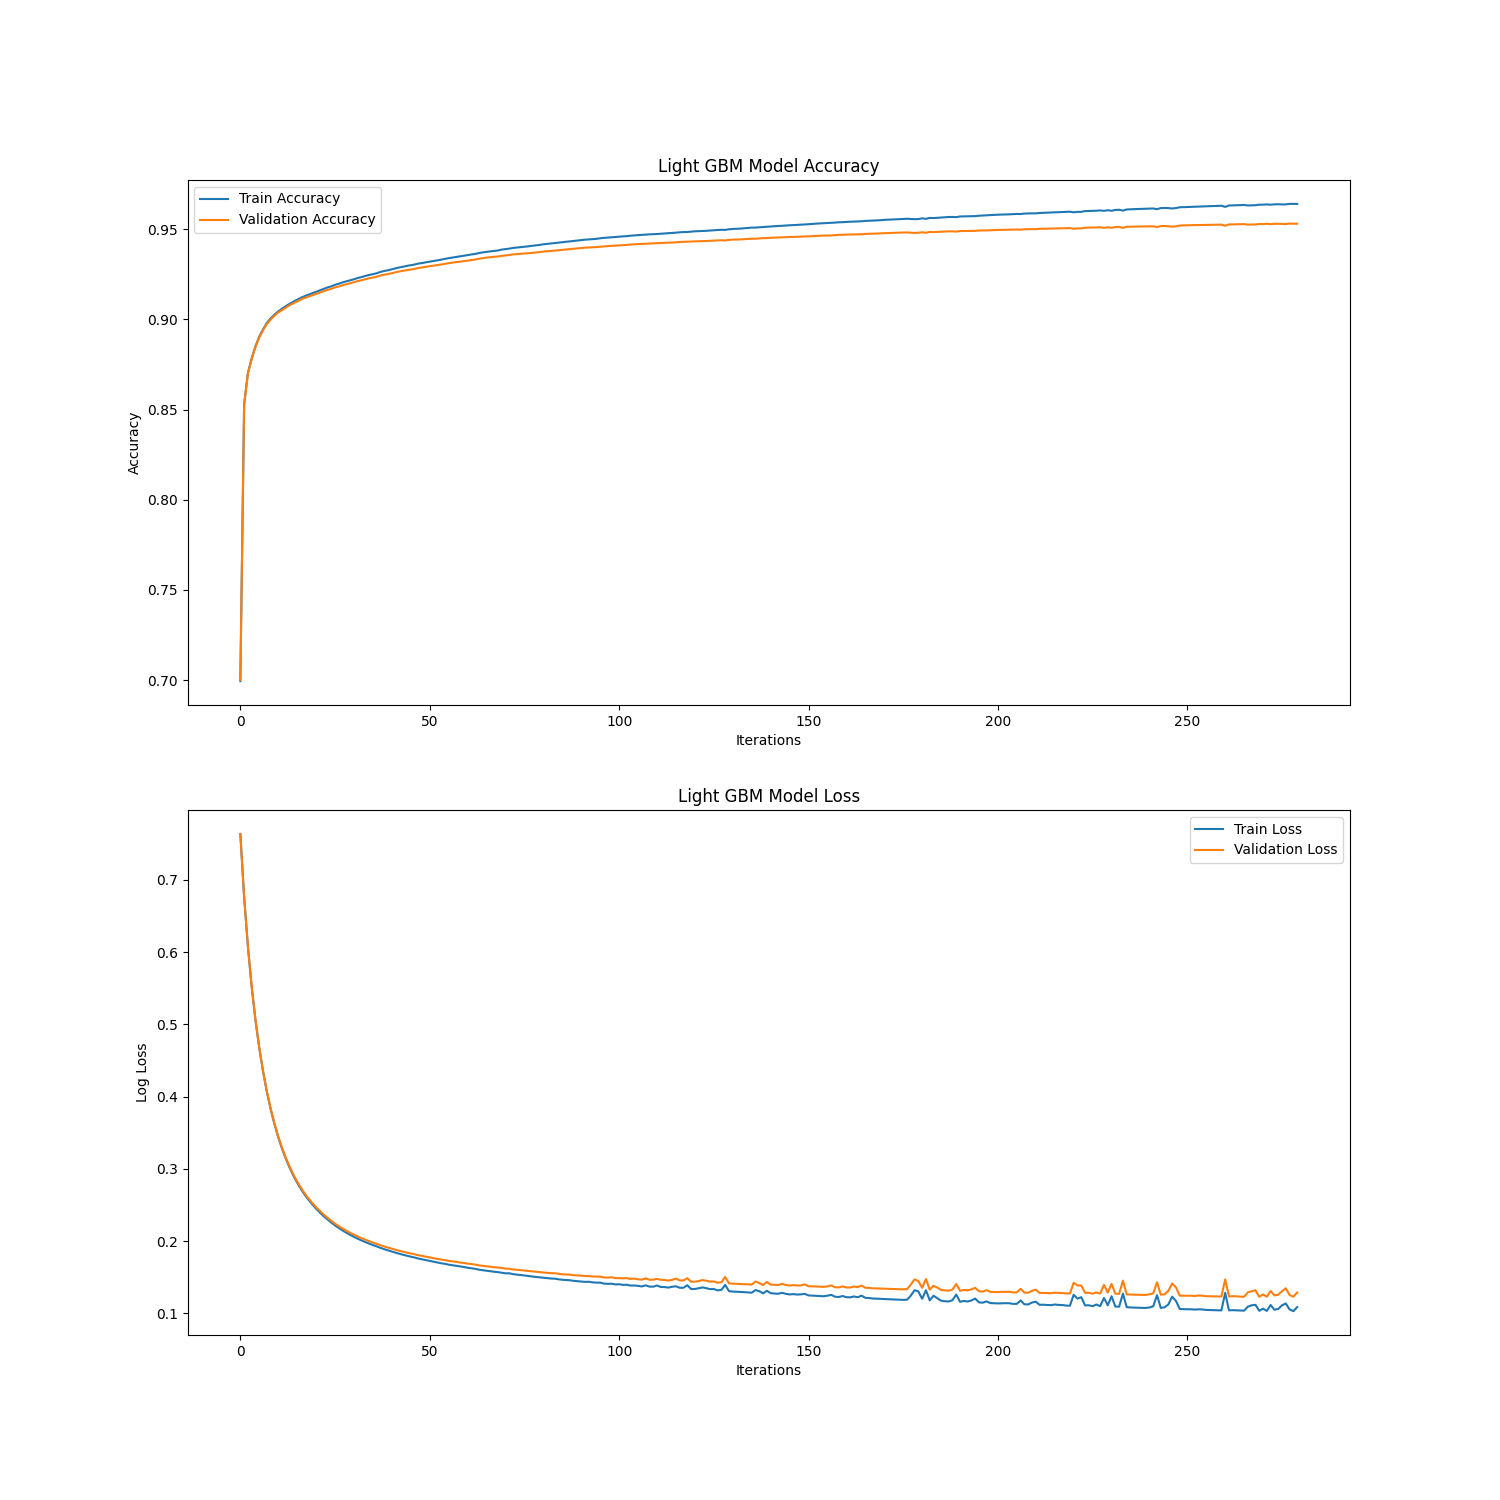 Light GBM Model Accuracy
Train Accuracy
Validation Accuracy
0.95
0.90
0.85
0.80
0.75
0.70
Accuracy
0 50 100 150 200 250
Iterations
Light GBM Model Loss
Train Loss
Validation Loss
0.7
0.6
0.5
0.4
0.3
0.2
0.1
Log Loss
0 50 100 150 200 250
Iterations